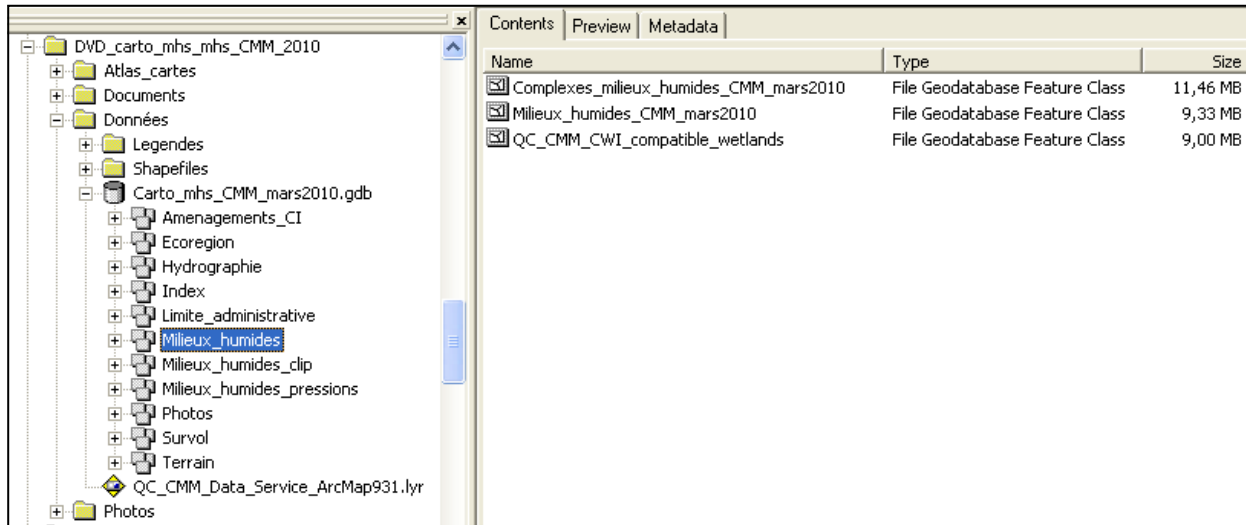 DVD_carto_mhs_mhs_CMM_2010
Atlas_cartes
Documents
Données
Legendes
Shapefiles
Carto_mhs_CMM_mars2010.gdb
Amenagements_CI
Ecoregion
Hydrographie
Index
Limite_administrative
Milieux_humides
Milieux_humides_clip
Milieux_humides_pressions
Photos
Survol
Terrain
QC_CMM_Data_Service_ArcMap931.lyr
Photos
Contents Preview Metadata
Name Type Size
Complexes_milieux_humides_CMM_mars2010 File Geodatabase Feature Class 11,46 MB
Milieux_humides_CMM_mars2010 File Geodatabase Feature Class 9,33 MB
QC_CMM_CWI_compatible_wetlands File Geodatabase Feature Class 9,00 MB